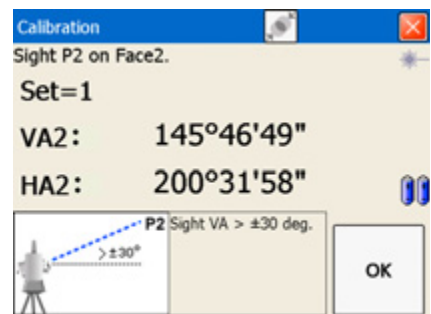 Calibration
Sight P2 on Face2.
Set=1
VA2: 145°46'49"
HA2: 200°31'58"
P2 Sight VA > ±30 deg.
>±30°
OK